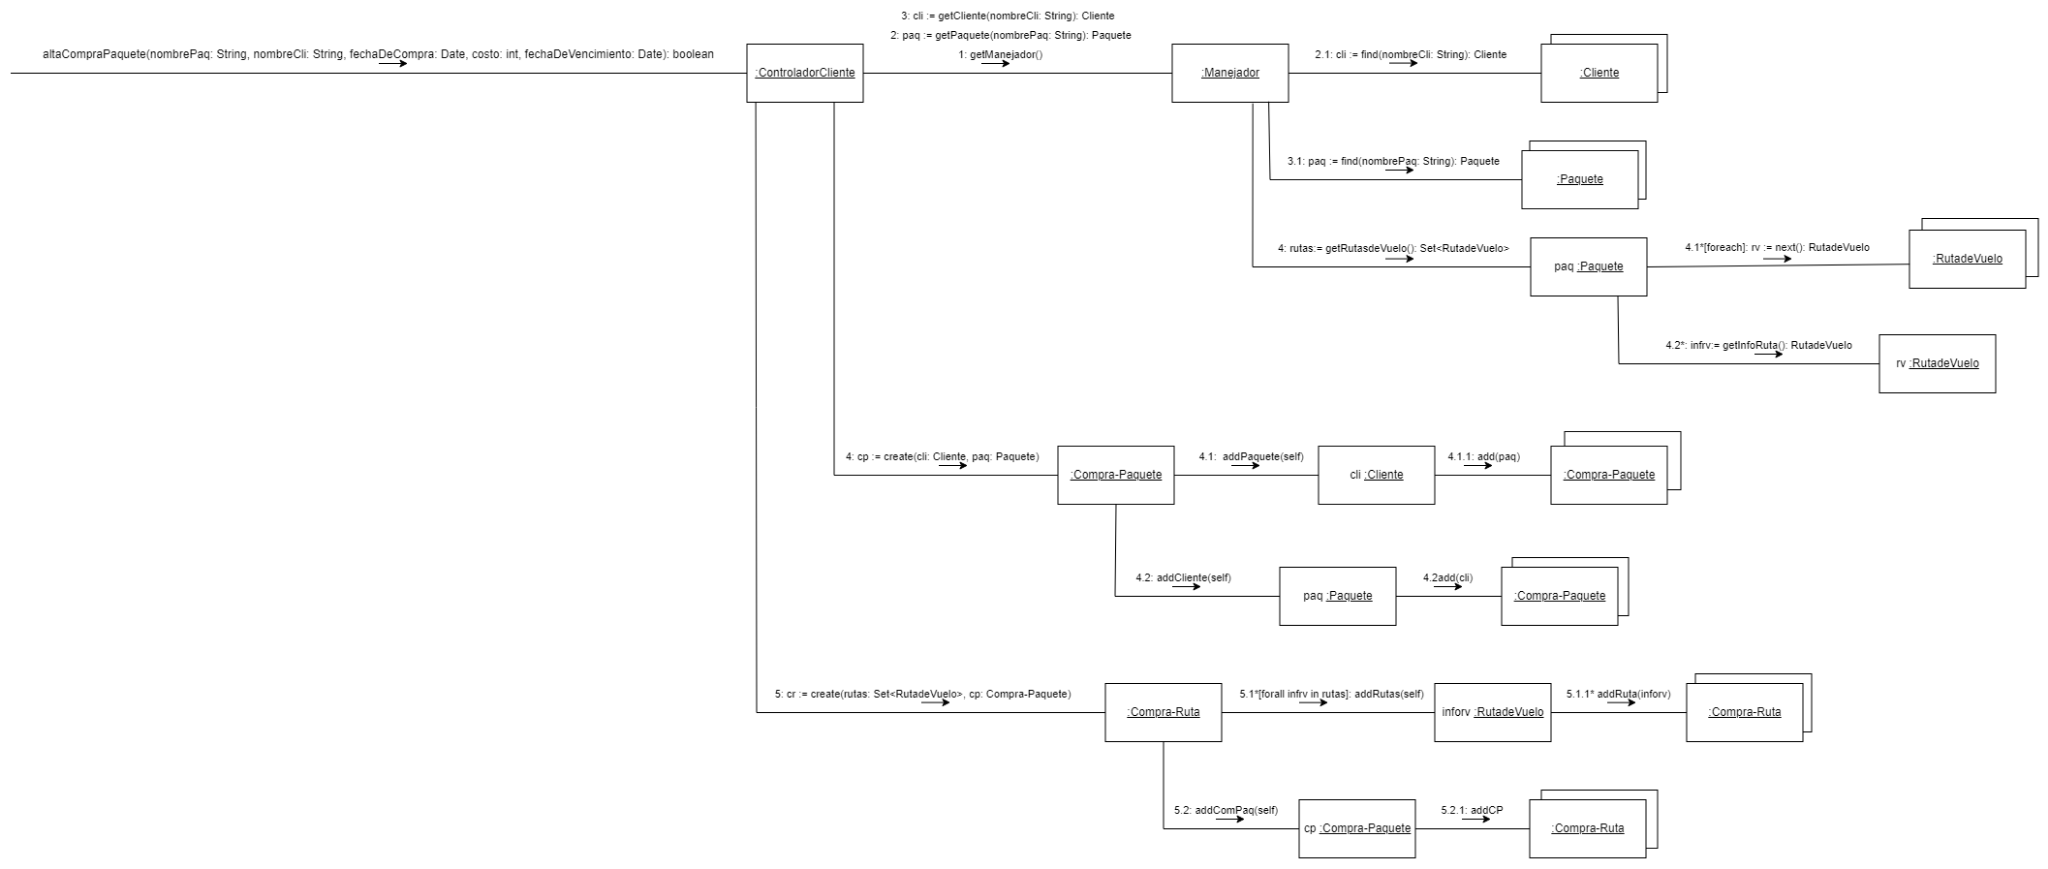 3: cli := getCliente(nombreCli: String): Cliente
2: paq := getPaquete(nombrePaq: String): Paquete
altaCompraPaquete(nombrePaq: String, nombreCli: String, fechaDeCompra: Date, costo: int, fechaDeVencimiento: Date): boolean
1: getManejador()
2.1: cli := find(nombreCli: String): Cliente
:ControladorCliente
:Manejador
:Cliente
3.1: paq := find(nombrePaq: String): Paquete
:Paquete
4: rutas:= getRutasdeVuelo(): Set<RutadeVuelo>
4.1*[foreach]: rv := next(): RutadeVuelo
paq :Paquete
:RutadeVuelo
4.2*: infrv:= getInfoRuta(): RutadeVuelo
rv :RutadeVuelo
4: cp := create(cli: Cliente, paq: Paquete)
4.1: addPaquete(self)
4.1.1: add(paq)
:Compra-Paquete
cli :Cliente
:Compra-Paquete
4.2: addCliente(self)
4.2add(cli)
paq :Paquete
:Compra-Paquete
5: cr := create(rutas: Set<RutadeVuelo>, cp: Compra-Paquete)
5.1*[forall infrv in rutas]: addRutas(self)
5.1.1* addRuta(inforv)
:Compra-Ruta
inforv :RutadeVuelo
:Compra-Ruta
5.2: addComPaq(self)
5.2.1: addCP
cp :Compra-Paquete
:Compra-Ruta